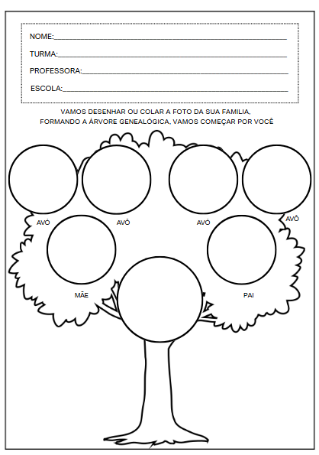 NOME:
TURMA:
PROFESSORA:
ESCOLA:
VAMOS DESENHAR OU COLAR A FOTO DA SUA FAMILIA,
FORMANDO A ÁRVORE GENEALÓGICA, VAMOS COMEÇAR POR VOCÊ
AVÓ AVÔ AVÓ AVÔ
MÃE PAI